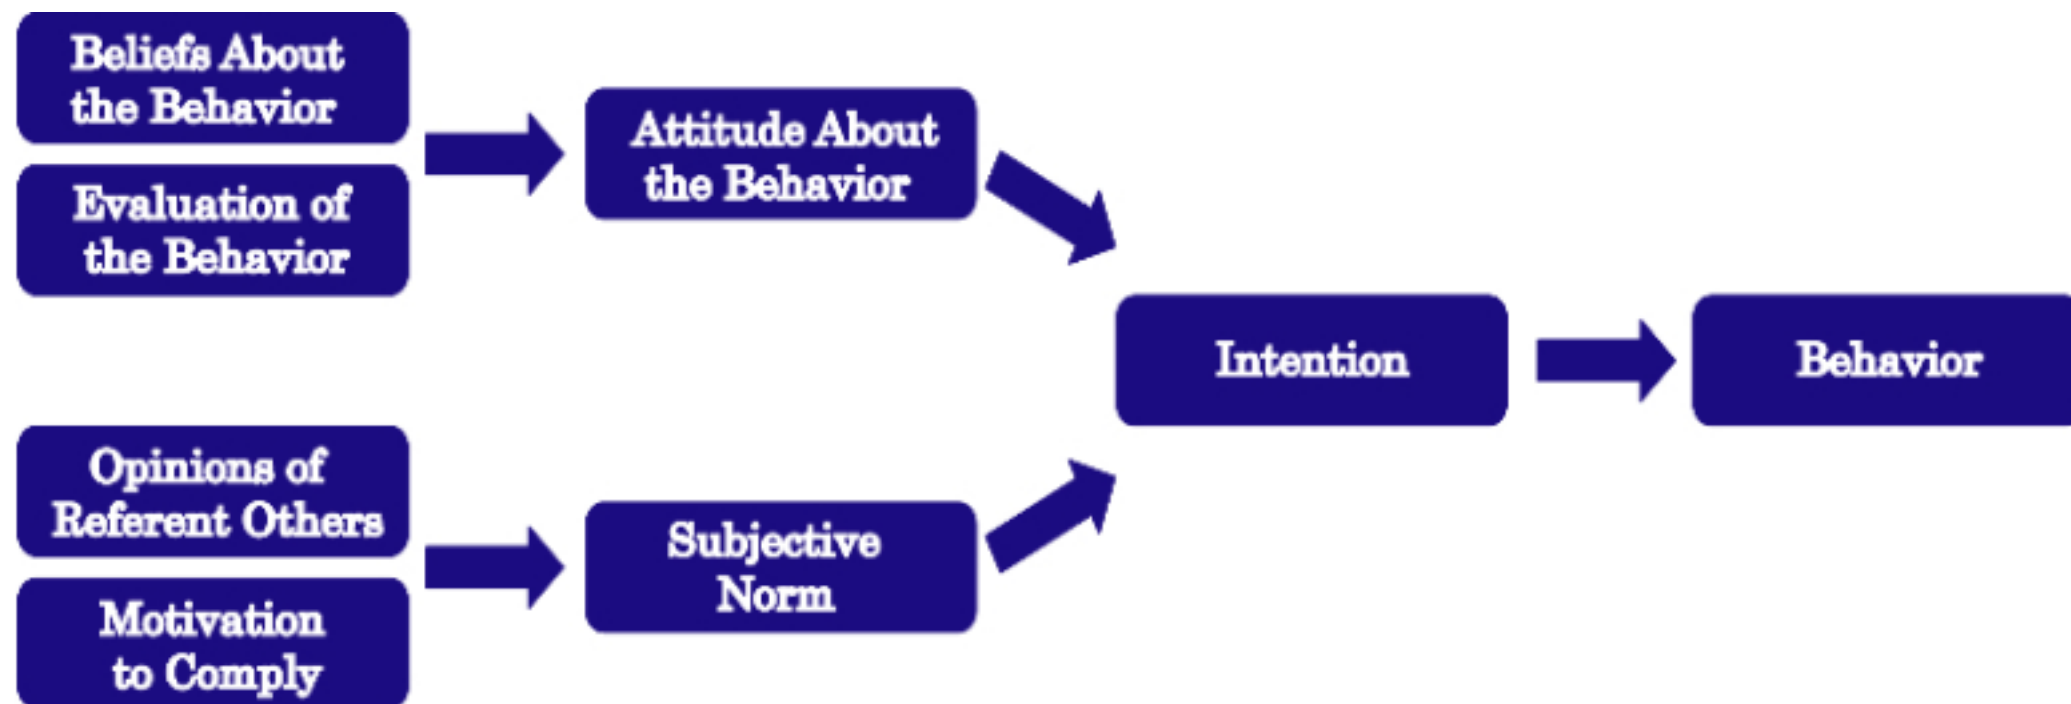 Beliefs About
the Behavior
Evaluation of
the Behavior
Attitude About
the Behavior
Opinions of
Referent Others
Motivation
to Comply
Subjective
Norm
Intention
Behavior